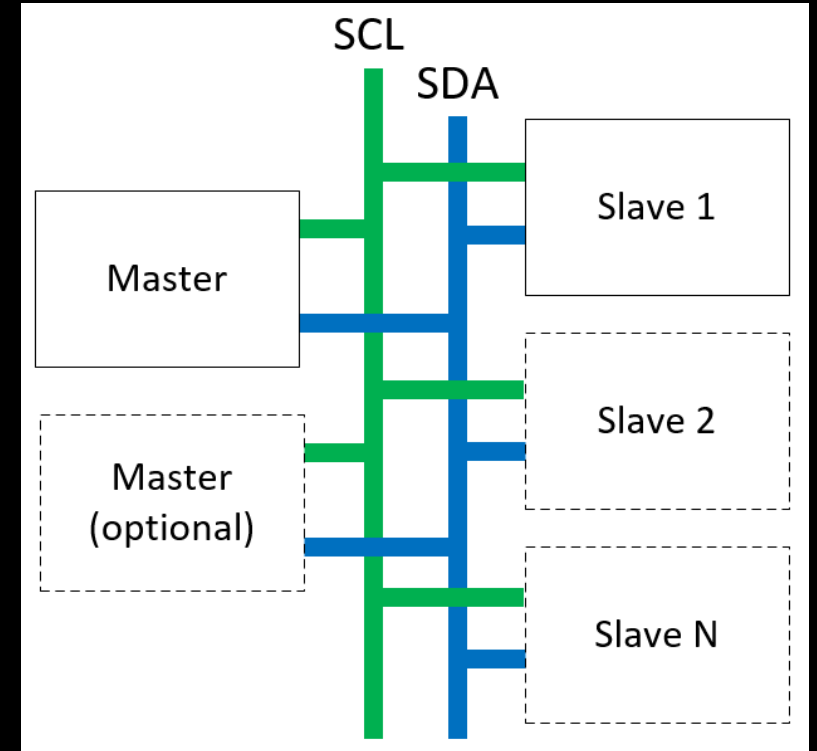 SCL
SDA
Slave 1
Master
Slave 2
Master
(optional)
Slave N